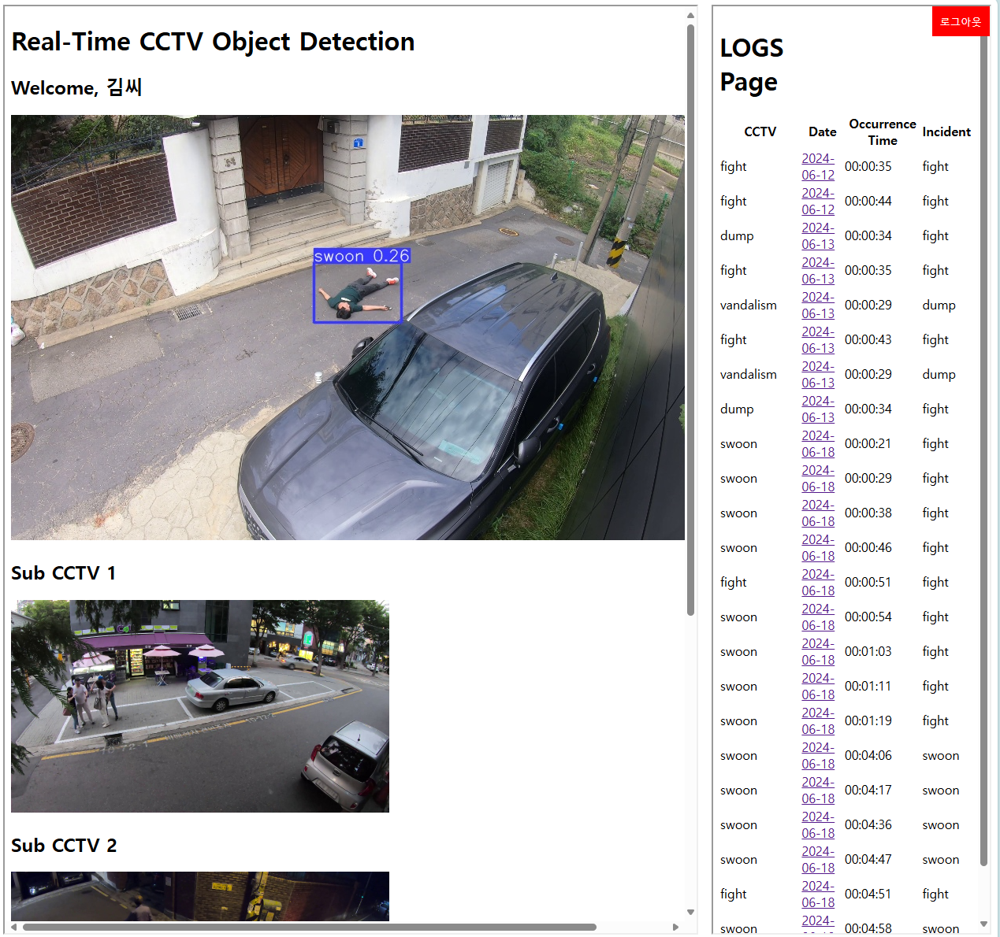 Real-Time CCTV Object Detection
Welcome, 김씨
swoon 0.26
Sub CCTV 1
Sub CCTV 2
로그아웃
LOGS
Page
CCTV Date Occurrence Time Incident
fight 2024-06-12 00:00:35 fight
fight 2024-06-12 00:00:44 fight
dump 2024-06-13 00:00:34 fight
fight 2024-06-13 00:00:35 fight
vandalism 2024-06-13 00:00:29 dump
fight 2024-06-13 00:00:43 fight
vandalism 2024-06-13 00:00:29 dump
dump 2024-06-13 00:00:34 fight
swoon 2024-06-18 00:00:21 fight
swoon 2024-06-18 00:00:29 fight
swoon 2024-06-18 00:00:38 fight
swoon 2024-06-18 00:00:46 fight
fight 2024-06-18 00:00:51 fight
swoon 2024-06-18 00:00:54 fight
swoon 2024-06-18 00:01:03 fight
swoon 2024-06-18 00:01:11 fight
swoon 2024-06-18 00:01:19 fight
swoon 2024-06-18 00:04:06 swoon
swoon 2024-06-18 00:04:17 swoon
swoon 2024-06-18 00:04:36 swoon
swoon 2024-06-18 00:04:47 swoon
fight 2024-06-18 00:04:51 fight
swoon 2024- 00:04:58 swoon